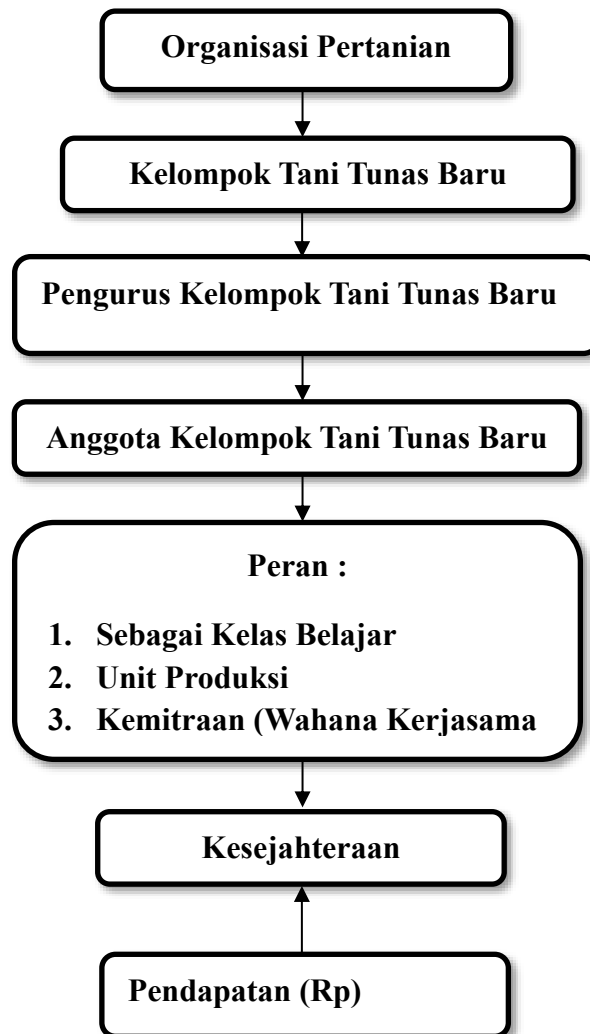 Organisasi Pertanian
Kelompok Tani Tunas Baru
Pengurus Kelompok Tani Tunas Baru
Anggota Kelompok Tani Tunas Baru
Peran :
1. Sebagai Kelas Belajar
2. Unit Produksi
3. Kemitraan (Wahana Kerjasama
Kesejahteraan
Pendapatan (Rp)